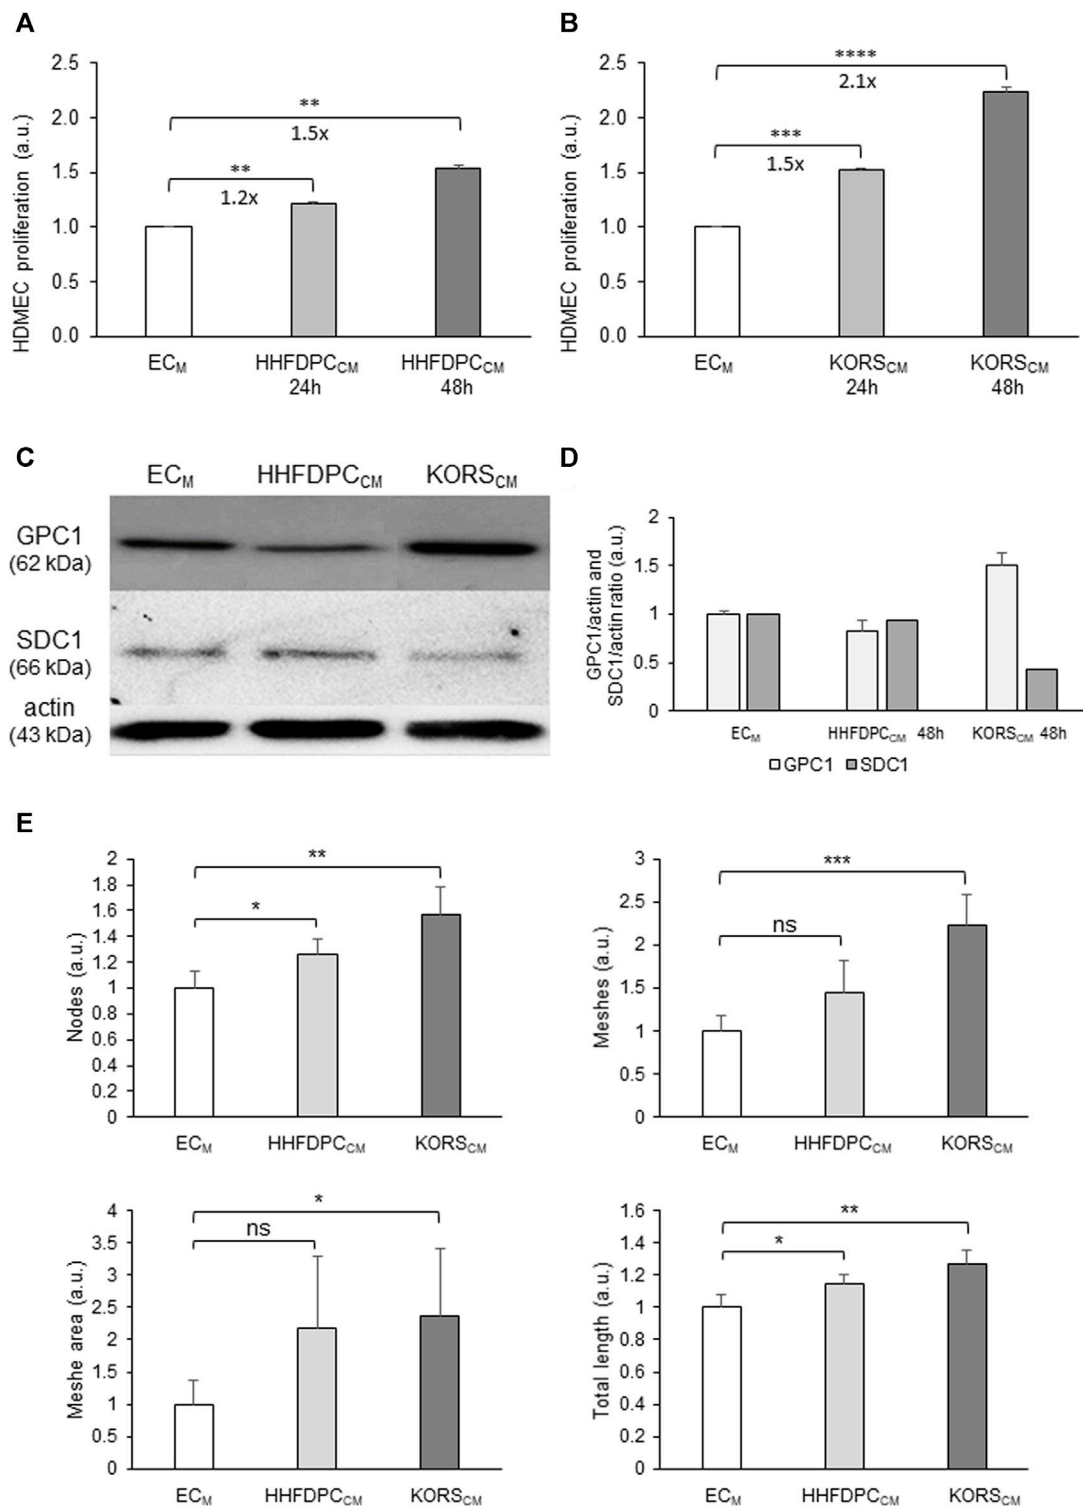 A
HDMEC proliferation (a.u.)
2.5
2.0
1.5
1.0
0.5
0.0
**
1.5x
**
1.2x
ECM
HHFDPCCM 24h
HHFDPCCM 48h
B
HDMEC proliferation (a.u.)
2.5
2.0
1.5
1.0
0.5
0.0
****
2.1x
***
1.5x
ECM
KORSCM 24h
KORSCM 48h
C
ECM HHFDPCCM KORSCM
GPC1
(62 kDa)
SDC1
(66 kDa)
actin
(43 kDa)
D
GPC1/actin and
SDC1/actin ratio (a.u.)
2
1.5
1
0.5
0
ECM HHFDPCCM 48h KORSCM 48h
GPC1 SDC1
E
Nodes (a.u.)
2
1.8
1.6
1.4
1.2
1
0.8
0.6
0.4
0.2
0
**
*
ECM HHFDPCCM KORSCM
Meshes (a.u.)
3
2.5
2
1.5
1
0.5
0
***
ns
ECM HHFDPCCM KORSCM
Meshe area (a.u.)
4
3.5
3
2.5
2
1.5
1
0.5
0
*
ns
ECM HHFDPCCM KORSCM
Total length (a.u.)
1.6
1.4
1.2
1
0.8
0.6
0.4
0.2
0
**
*
ECM HHFDPCCM KORSCM